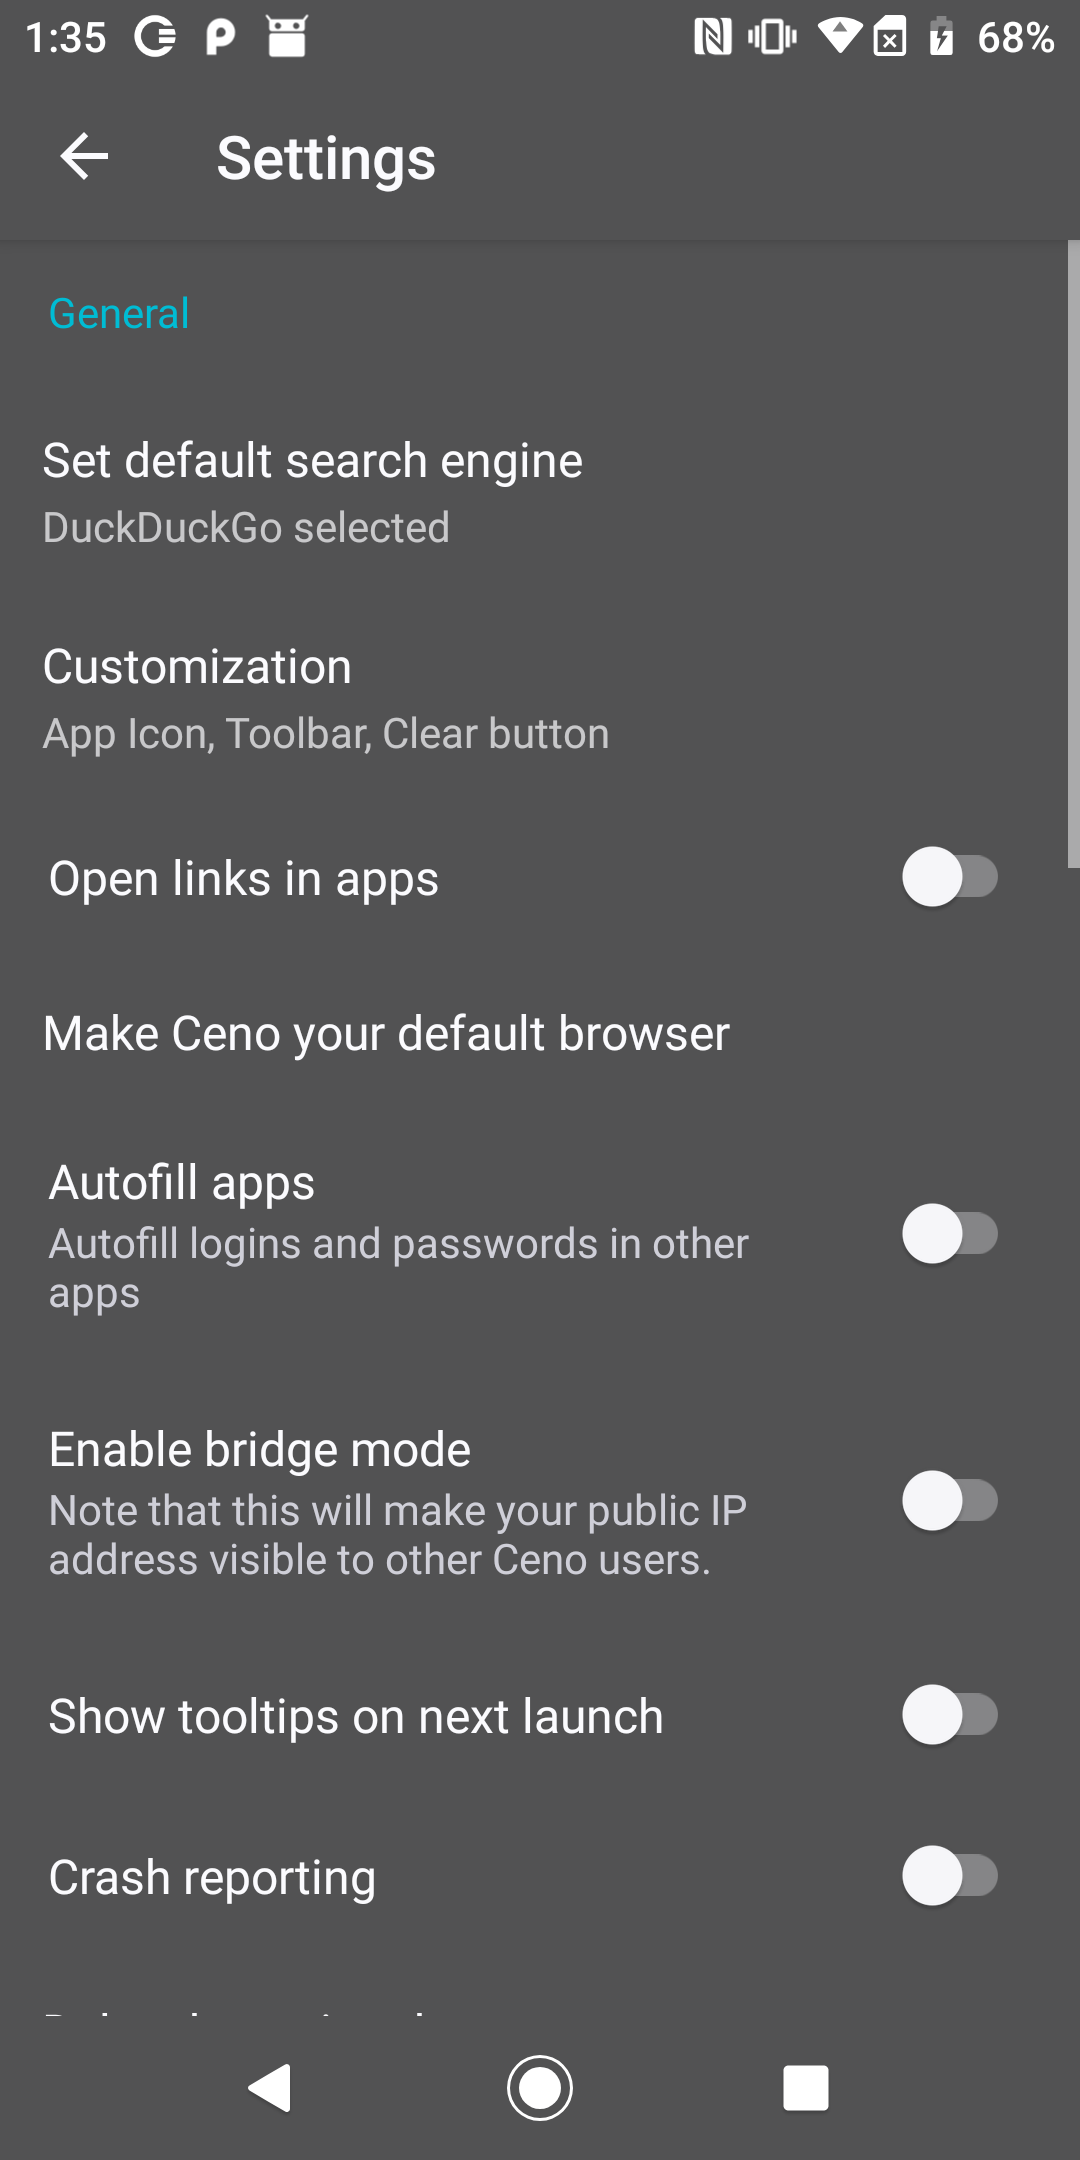 1:35
68%
Settings
General
Set default search engine
DuckDuckGo selected
Customization
App Icon, Toolbar, Clear button
Open links in apps
Make Ceno your default browser
Autofill apps
Autofill logins and passwords in other
apps
Enable bridge mode
Note that this will make your public IP
address visible to other Ceno users.
Show tooltips on next launch
Crash reporting